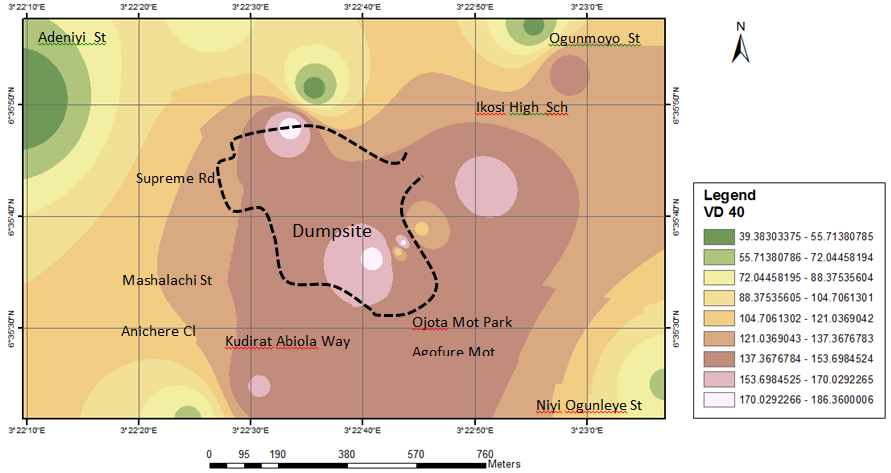 3°22'10"E 3°22'20"E 3°22'30"E 3°22'40"E 3°22'50"E 3°23'0"E
Adeniyi St
Ogunmoyo St
N
6°35'50"N 6°35'50"N
Ikosi High Sch
Supreme Rd
Legend
VD 40
6°35'40"N 6°35'40"N
Dumpsite
39.38303375 - 55.71380785
55.71380786 - 72.04458194
72.04458195 - 88.37535604
88.37535605 - 104.7061301
104.7061302 - 121.0369042
121.0369043 - 137.3676783
137.3676784 - 153.6984524
153.6984525 - 170.0292265
170.0292266 - 186.3600006
Mashalachi St
Ojota Mot Park
6°35'30"N 6°35'30"N
Anichere Cl
Kudirat Abiola Way
Agofure Mot
Niyi Ogunleye St
3°22'10"E 3°22'20"E 3°22'30"E 3°22'40"E 3°22'50"E 3°23'0"E
0 95 190 380 570 760
Meters